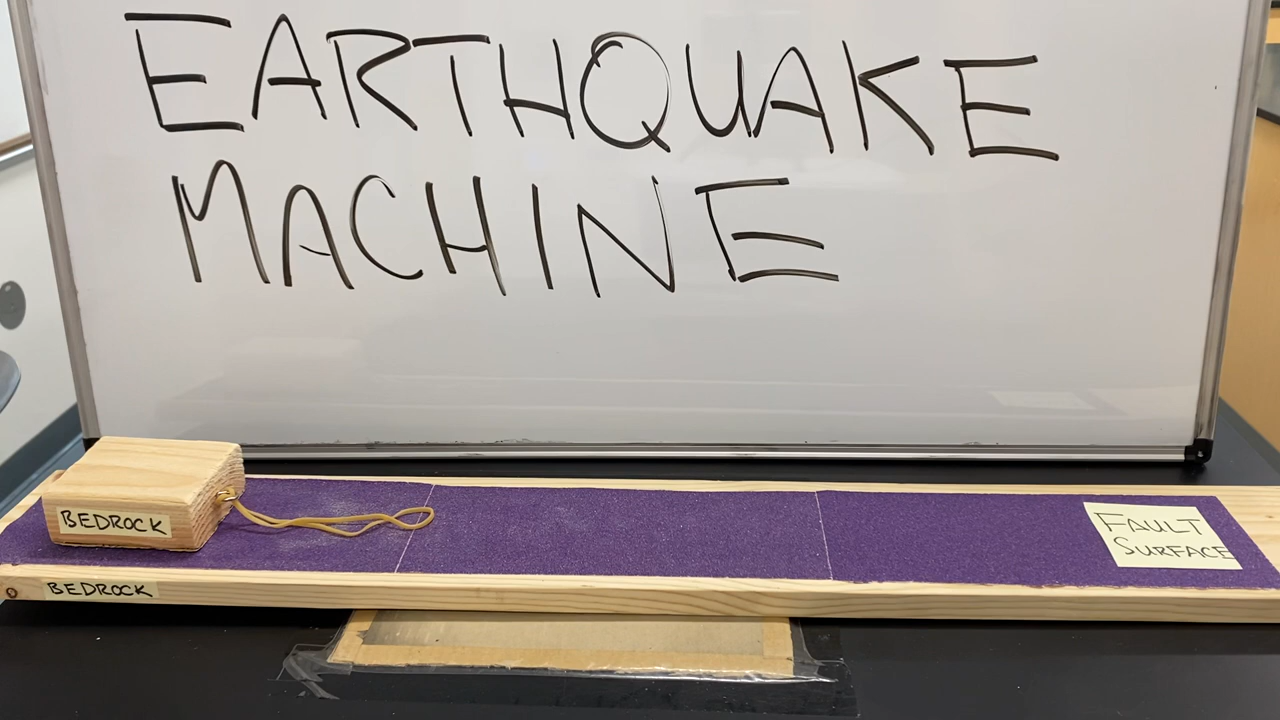 EARTHQUAKE
MACHINE
BEDROCK
FAULT
SURFACE
BEDROCK